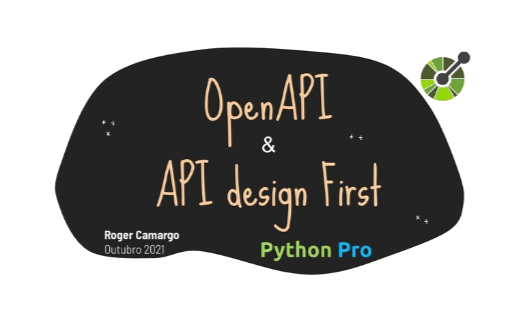 OpenAPI
&
API design First
Roger Camargo
Outubro 2021
Python Pro